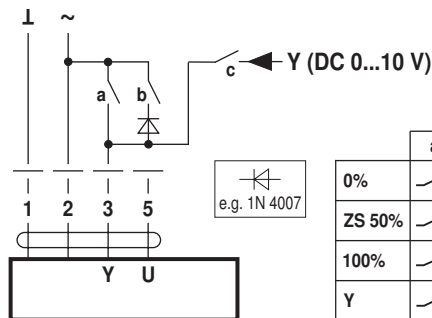 ⊥ ~
a b c Y (DC 0...10 V)
e.g. 1N 4007
1 2 3 5
Y U
a
0%
ZS 50%
100%
Y